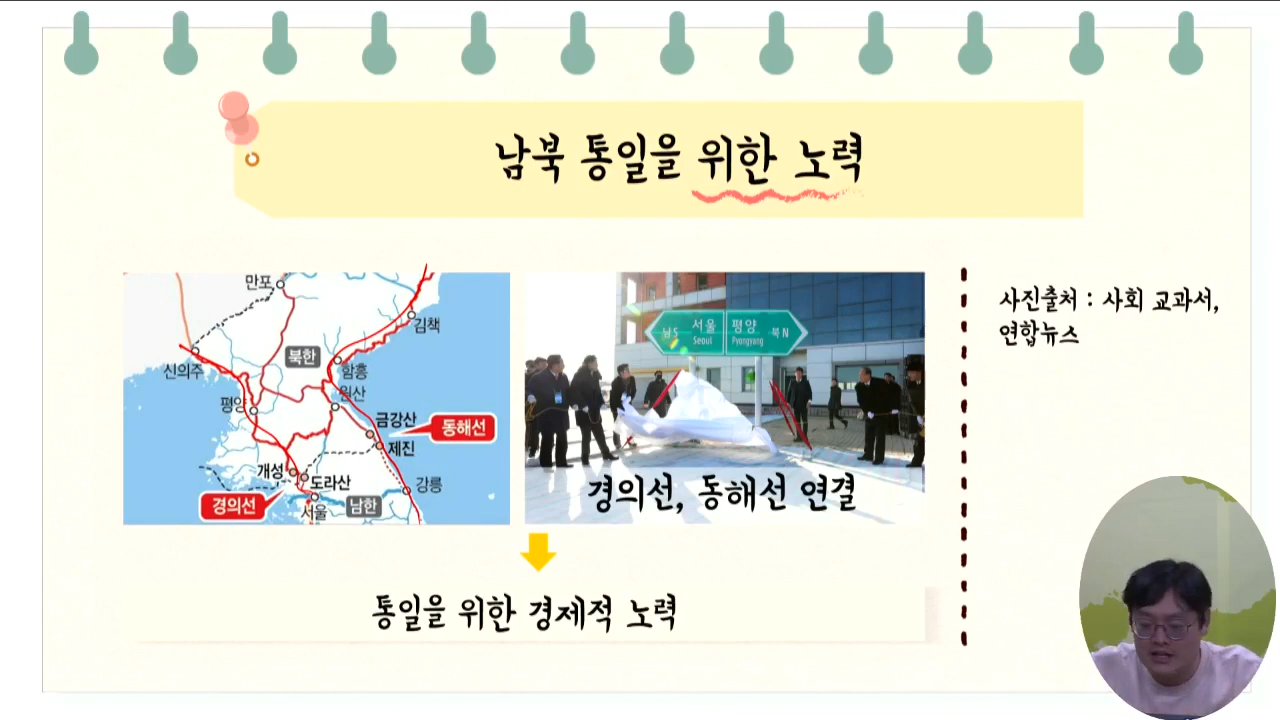 남북 통일을 위한 노력
만포
김책
북한
신의주
함흥
원산
평양
금강산
동해선
제진
개성
도라산
강릉
경의선
서울
남한
남S 서울 Seoul
평양 Pyongyang 북N
경의선, 동해선 연결
통일을 위한 경제적 노력
사진출처 : 사회 교과서,
연합뉴스